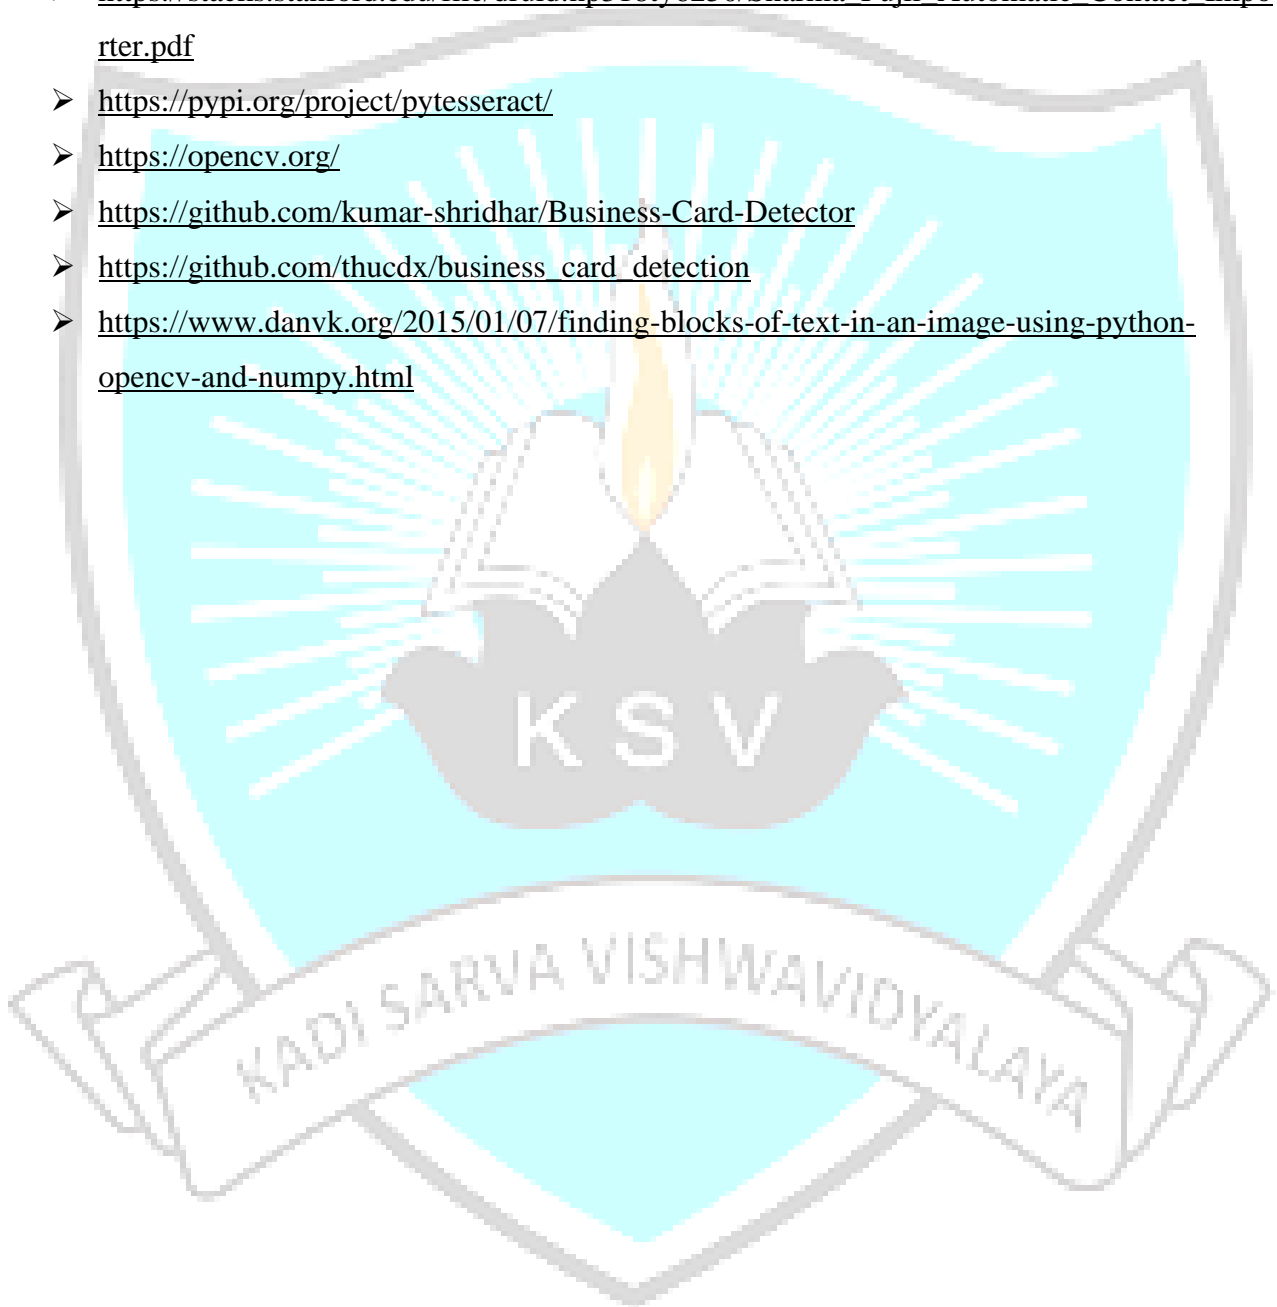 rter.pdf
➢ https://pypi.org/project/pytesseract/
➢ https://opencv.org/
➢ https://github.com/kumar-shridhar/Business-Card-Detector
➢ https://github.com/thucdx/business_card_detection
➢ https://www.danvk.org/2015/01/07/finding-blocks-of-text-in-an-image-using-python-
opencv-and-numpy.html
K S V
KADI SARVA VISHWAVIDYALAYA